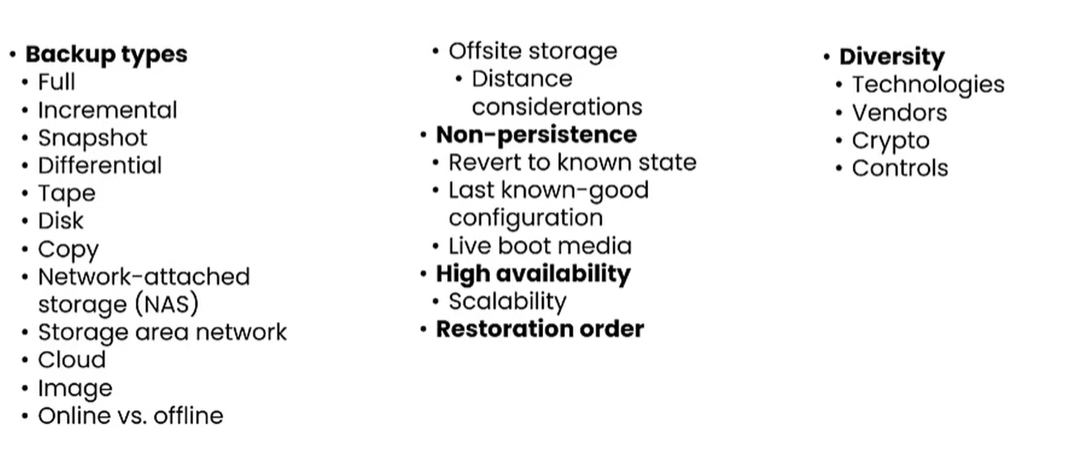 • Backup types
• Full
• Incremental
• Snapshot
• Differential
• Tape
• Disk
• Copy
• Network-attached
storage (NAS)
• Storage area network
• Cloud
• Image
• Online vs. offline
• Offsite storage
• Distance
considerations
• Non-persistence
• Revert to known state
• Last known-good
configuration
• Live boot media
• High availability
• Scalability
• Restoration order
• Diversity
• Technologies
• Vendors
• Crypto
• Controls